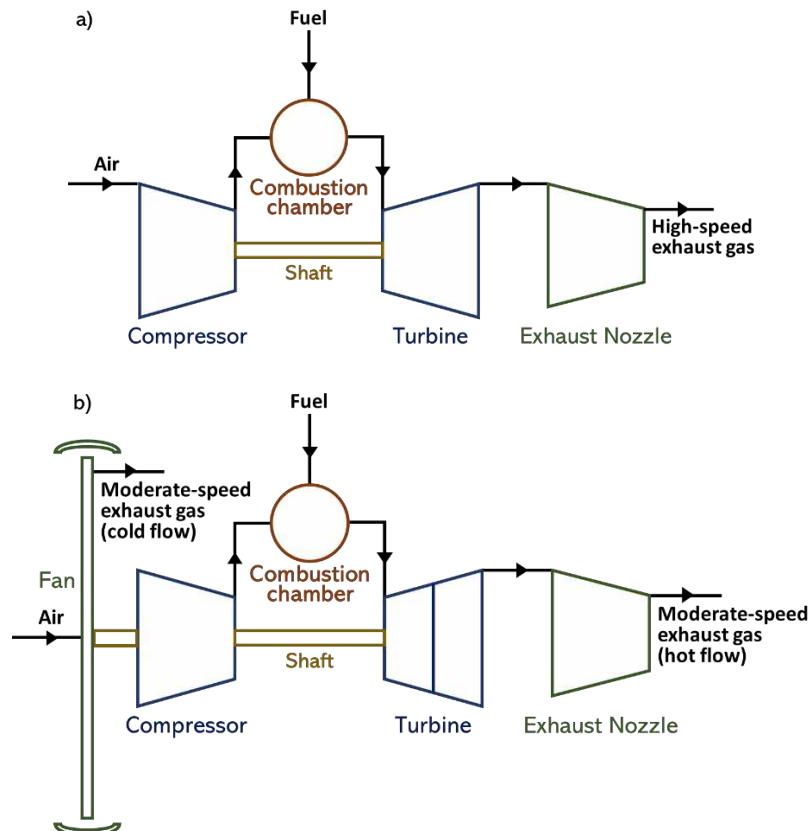 a)
Fuel
Air
Combustion
chamber
Shaft
High-speed
exhaust gas
Compressor
Turbine
Exhaust Nozzle
b)
Fuel
Moderate-speed
exhaust gas
(cold flow)
Fan
Combustion
chamber
Air
Shaft
Moderate-speed
exhaust gas
(hot flow)
Compressor
Turbine
Exhaust Nozzle